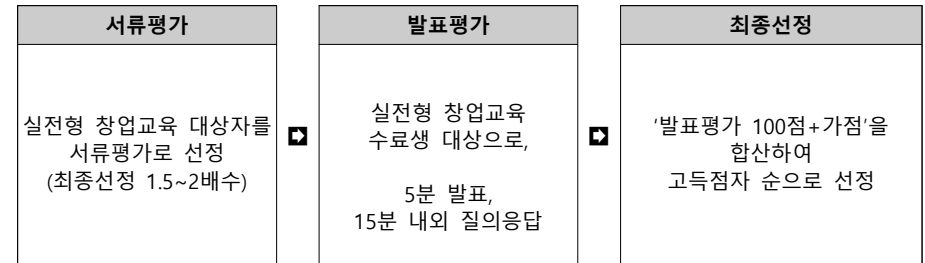 서류평가
실전형 창업교육 대상자를
서류평가로 선정
(최종선정 1.5~2배수)
발표평가
실전형 창업교육
수료생 대상으로,
5분 발표,
15분 내외 질의응답
최종선정
‘발표평가 100점+가점’을
합산하여
고득점자 순으로 선정